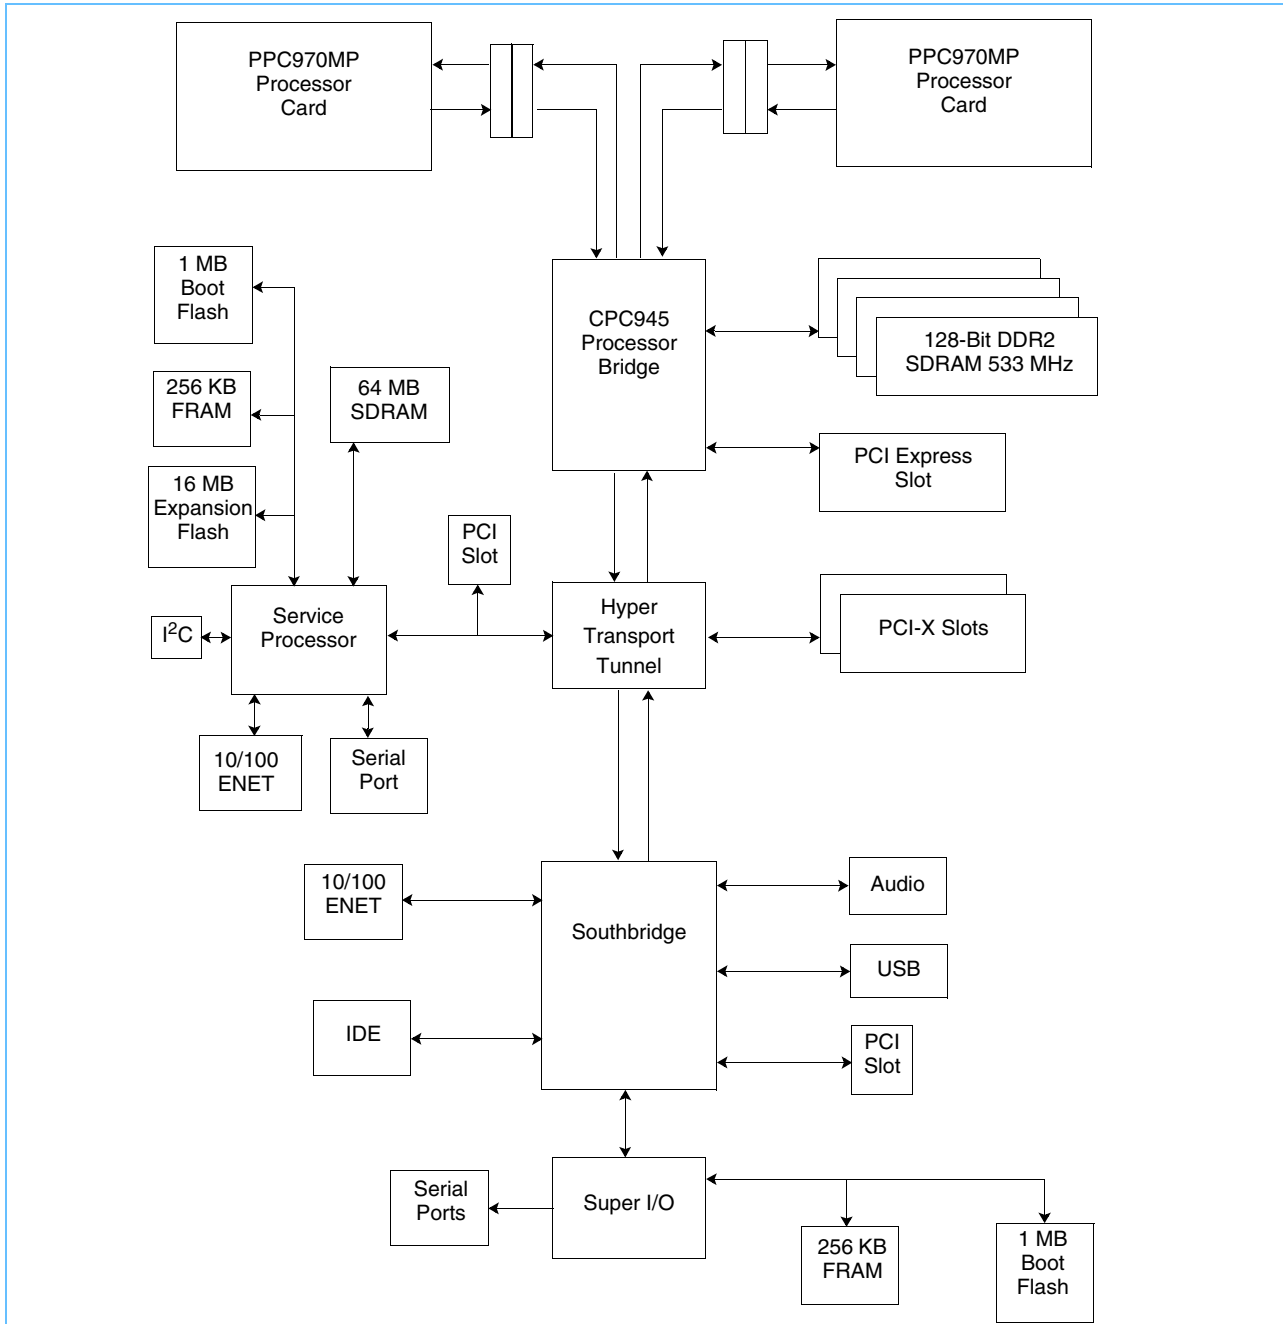 PPC970MP
Processor
Card
PPC970MP
Processor
Card
1 MB
Boot
Flash
256 KB
FRAM
16 MB
Expansion
Flash
64 MB
SDRAM
CPC945
Processor
Bridge
128-Bit DDR2
SDRAM 533 MHz
PCI Express
Slot
PCI
Slot
I²C
Service
Processor
Hyper
Transport
Tunnel
PCI-X Slots
10/100
ENET
Serial
Port
10/100
ENET
IDE
Southbridge
Audio
USB
PCI
Slot
Serial
Ports
Super I/O
256 KB
FRAM
1 MB
Boot
Flash